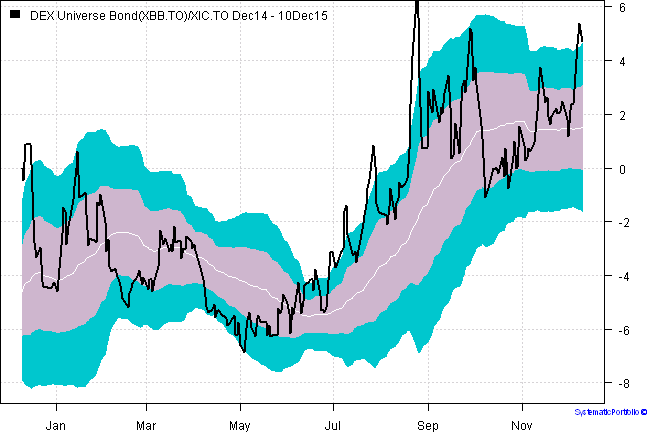 DEX Universe Bond(XBB.TO)/XIC.TO Dec14 - 10Dec15
6
4
2
0
-2
-4
-6
-8
Jan Mar May Jul Sep Nov
SystematicPortfolio ©